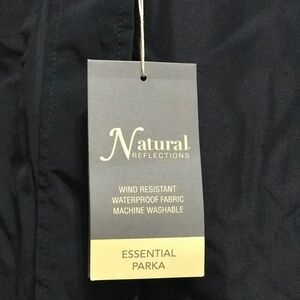 Natural
REFLECTIONS
WIND RESISTANT
WATERPROOF FABRIC
MACHINE WASHABLE
ESSENTIAL
PARKA